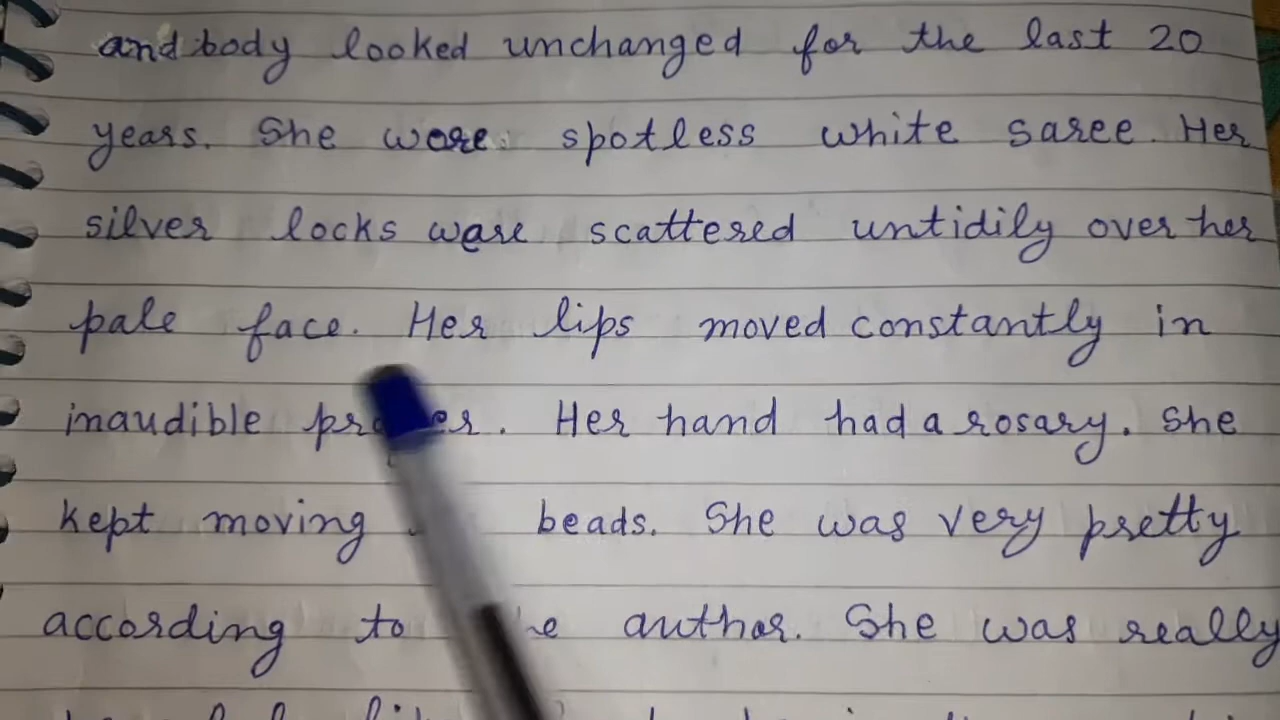 and body looked unchanged for the last 20
years. She wore spotless white saree. Her
silver locks ware scattered untidily over her
pale face. Her lips moved constantly in
inaudible prayer. Her hand had a rosary. She
kept moving beads. She was very pretty
according to author. She was really